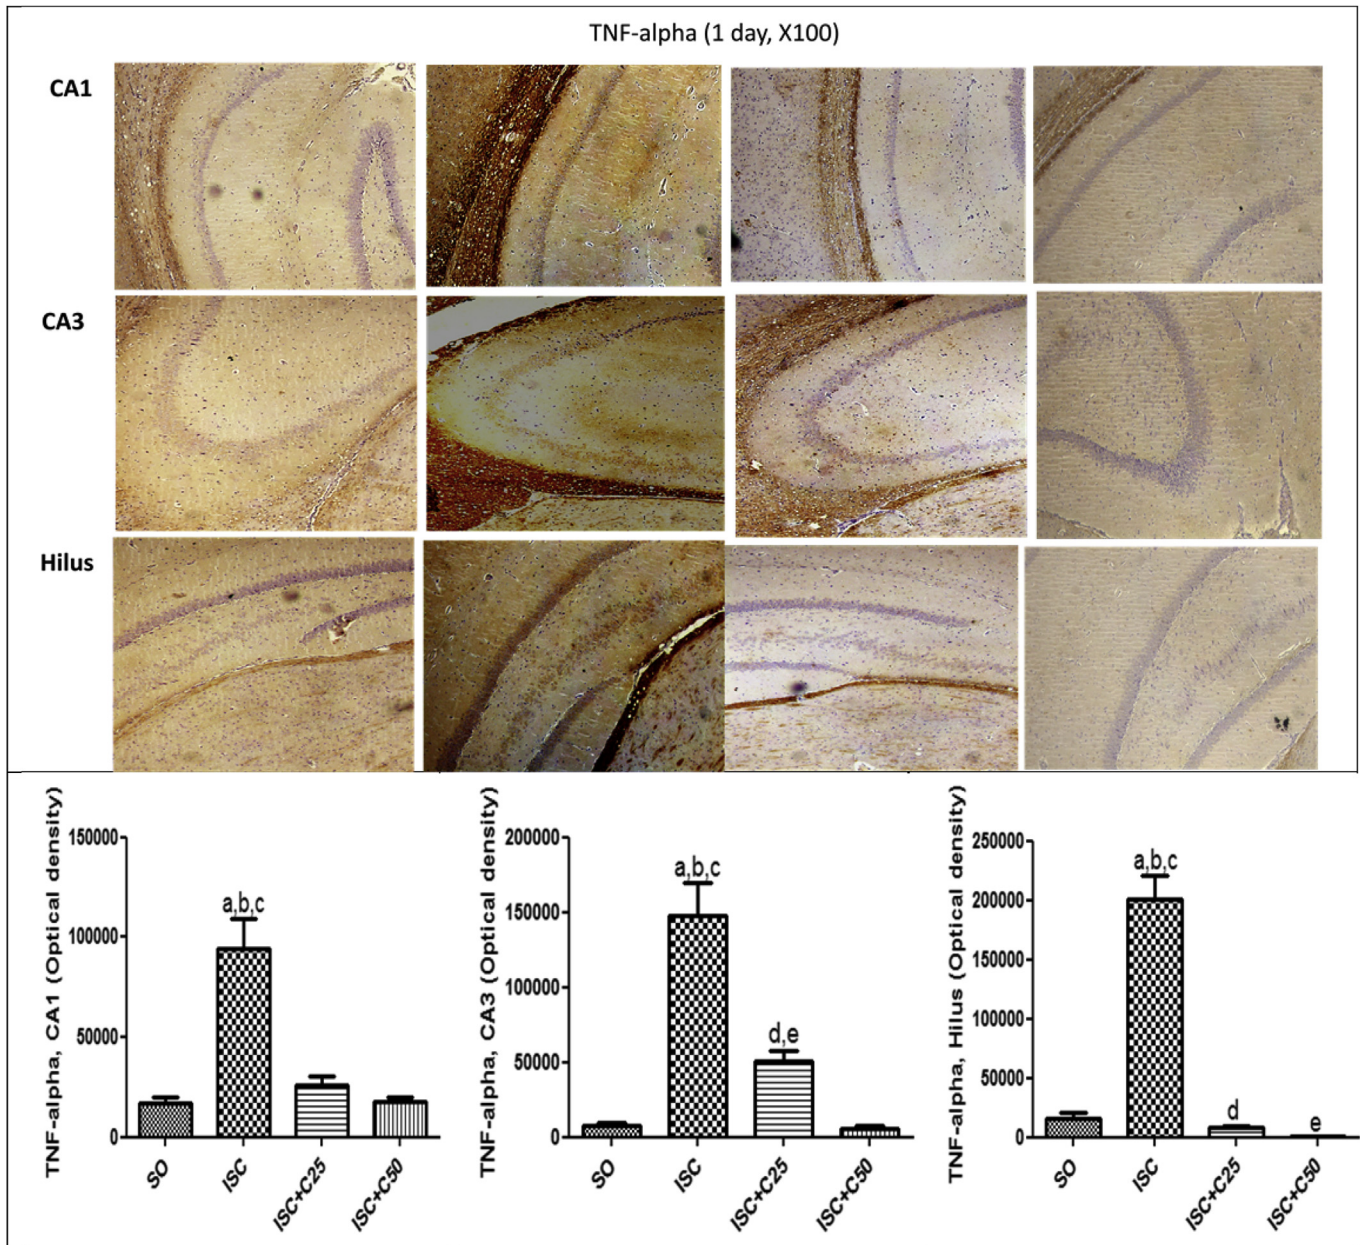 TNF-alpha (1 day, X100)
CA1
CA3
Hilus
TNF-alpha, CA1 (Optical density)
150000
100000
50000
0
a,b,c
SO
ISC
ISC+C25
ISC+C50
TNF-alpha, CA3 (Optical density)
200000
150000
100000
50000
0
a,b,c
d,e
SO
ISC
ISC+C25
ISC+C50
TNF-alpha, Hilus (Optical density)
250000
200000
150000
100000
50000
0
a,b,c
d
e
SO
ISC
ISC+C25
ISC+C50